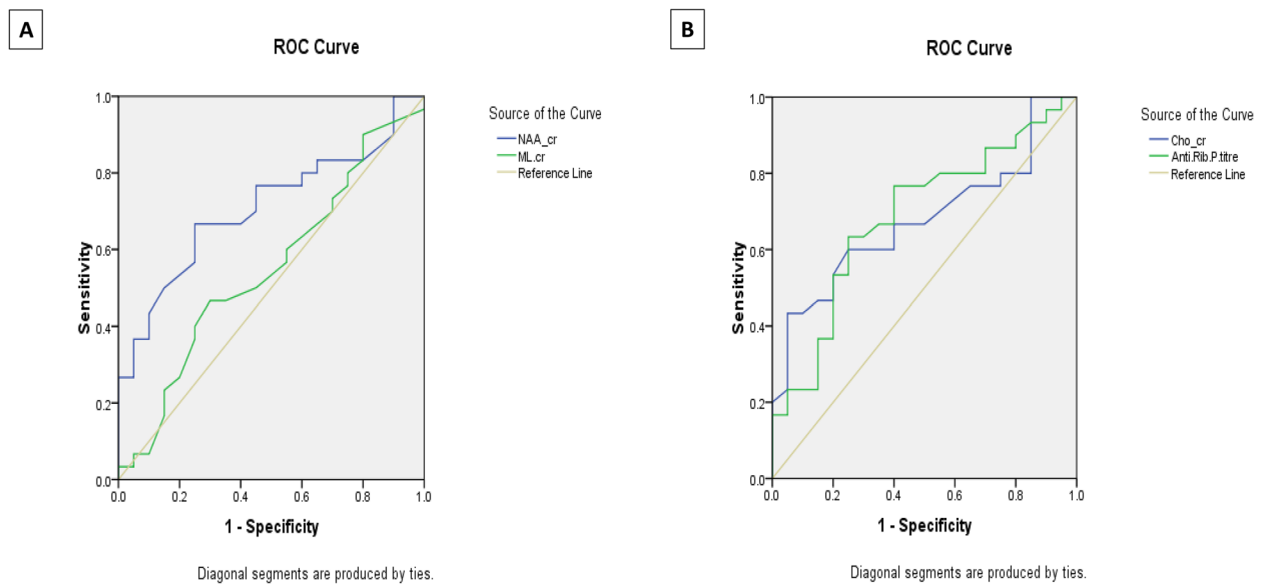 A
ROC Curve
Source of the Curve
NAA_cr
ML.cr
Reference Line
1.0
0.8
0.6
0.4
0.2
0.0
Sensitivity
0.0 0.2 0.4 0.6 0.8 1.0
1 - Specificity
Diagonal segments are produced by ties.
B
ROC Curve
Source of the Curve
Cho_cr
Anti.Rib.P.titre
Reference Line
1.0
0.8
0.6
0.4
0.2
0.0
Sensitivity
0.0 0.2 0.4 0.6 0.8 1.0
1 - Specificity
Diagonal segments are produced by ties.